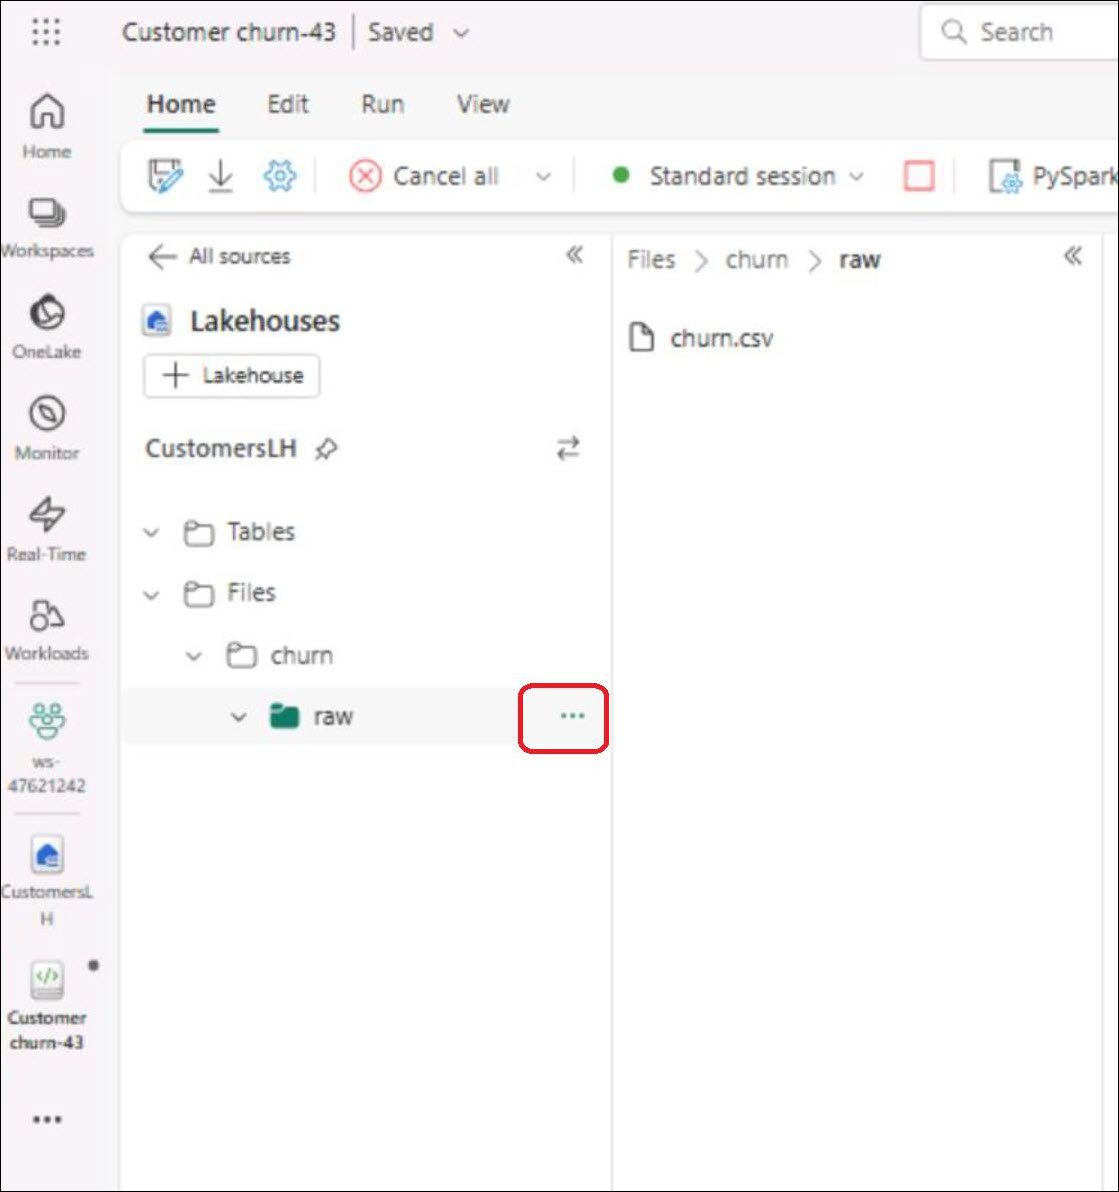 Customer churn-43 | Saved
Search
Home Edit Run View
Cancel all Standard session PySpark
Home
Workspaces
OneLake
Monitor
Real-Time
Workloads
ws-
47621242
CustomersL
H
Customer
churn-43
All sources
Lakehouses
Lakehouse
CustomersLH
Tables
Files
churn
raw
Files > churn > raw
churn.csv